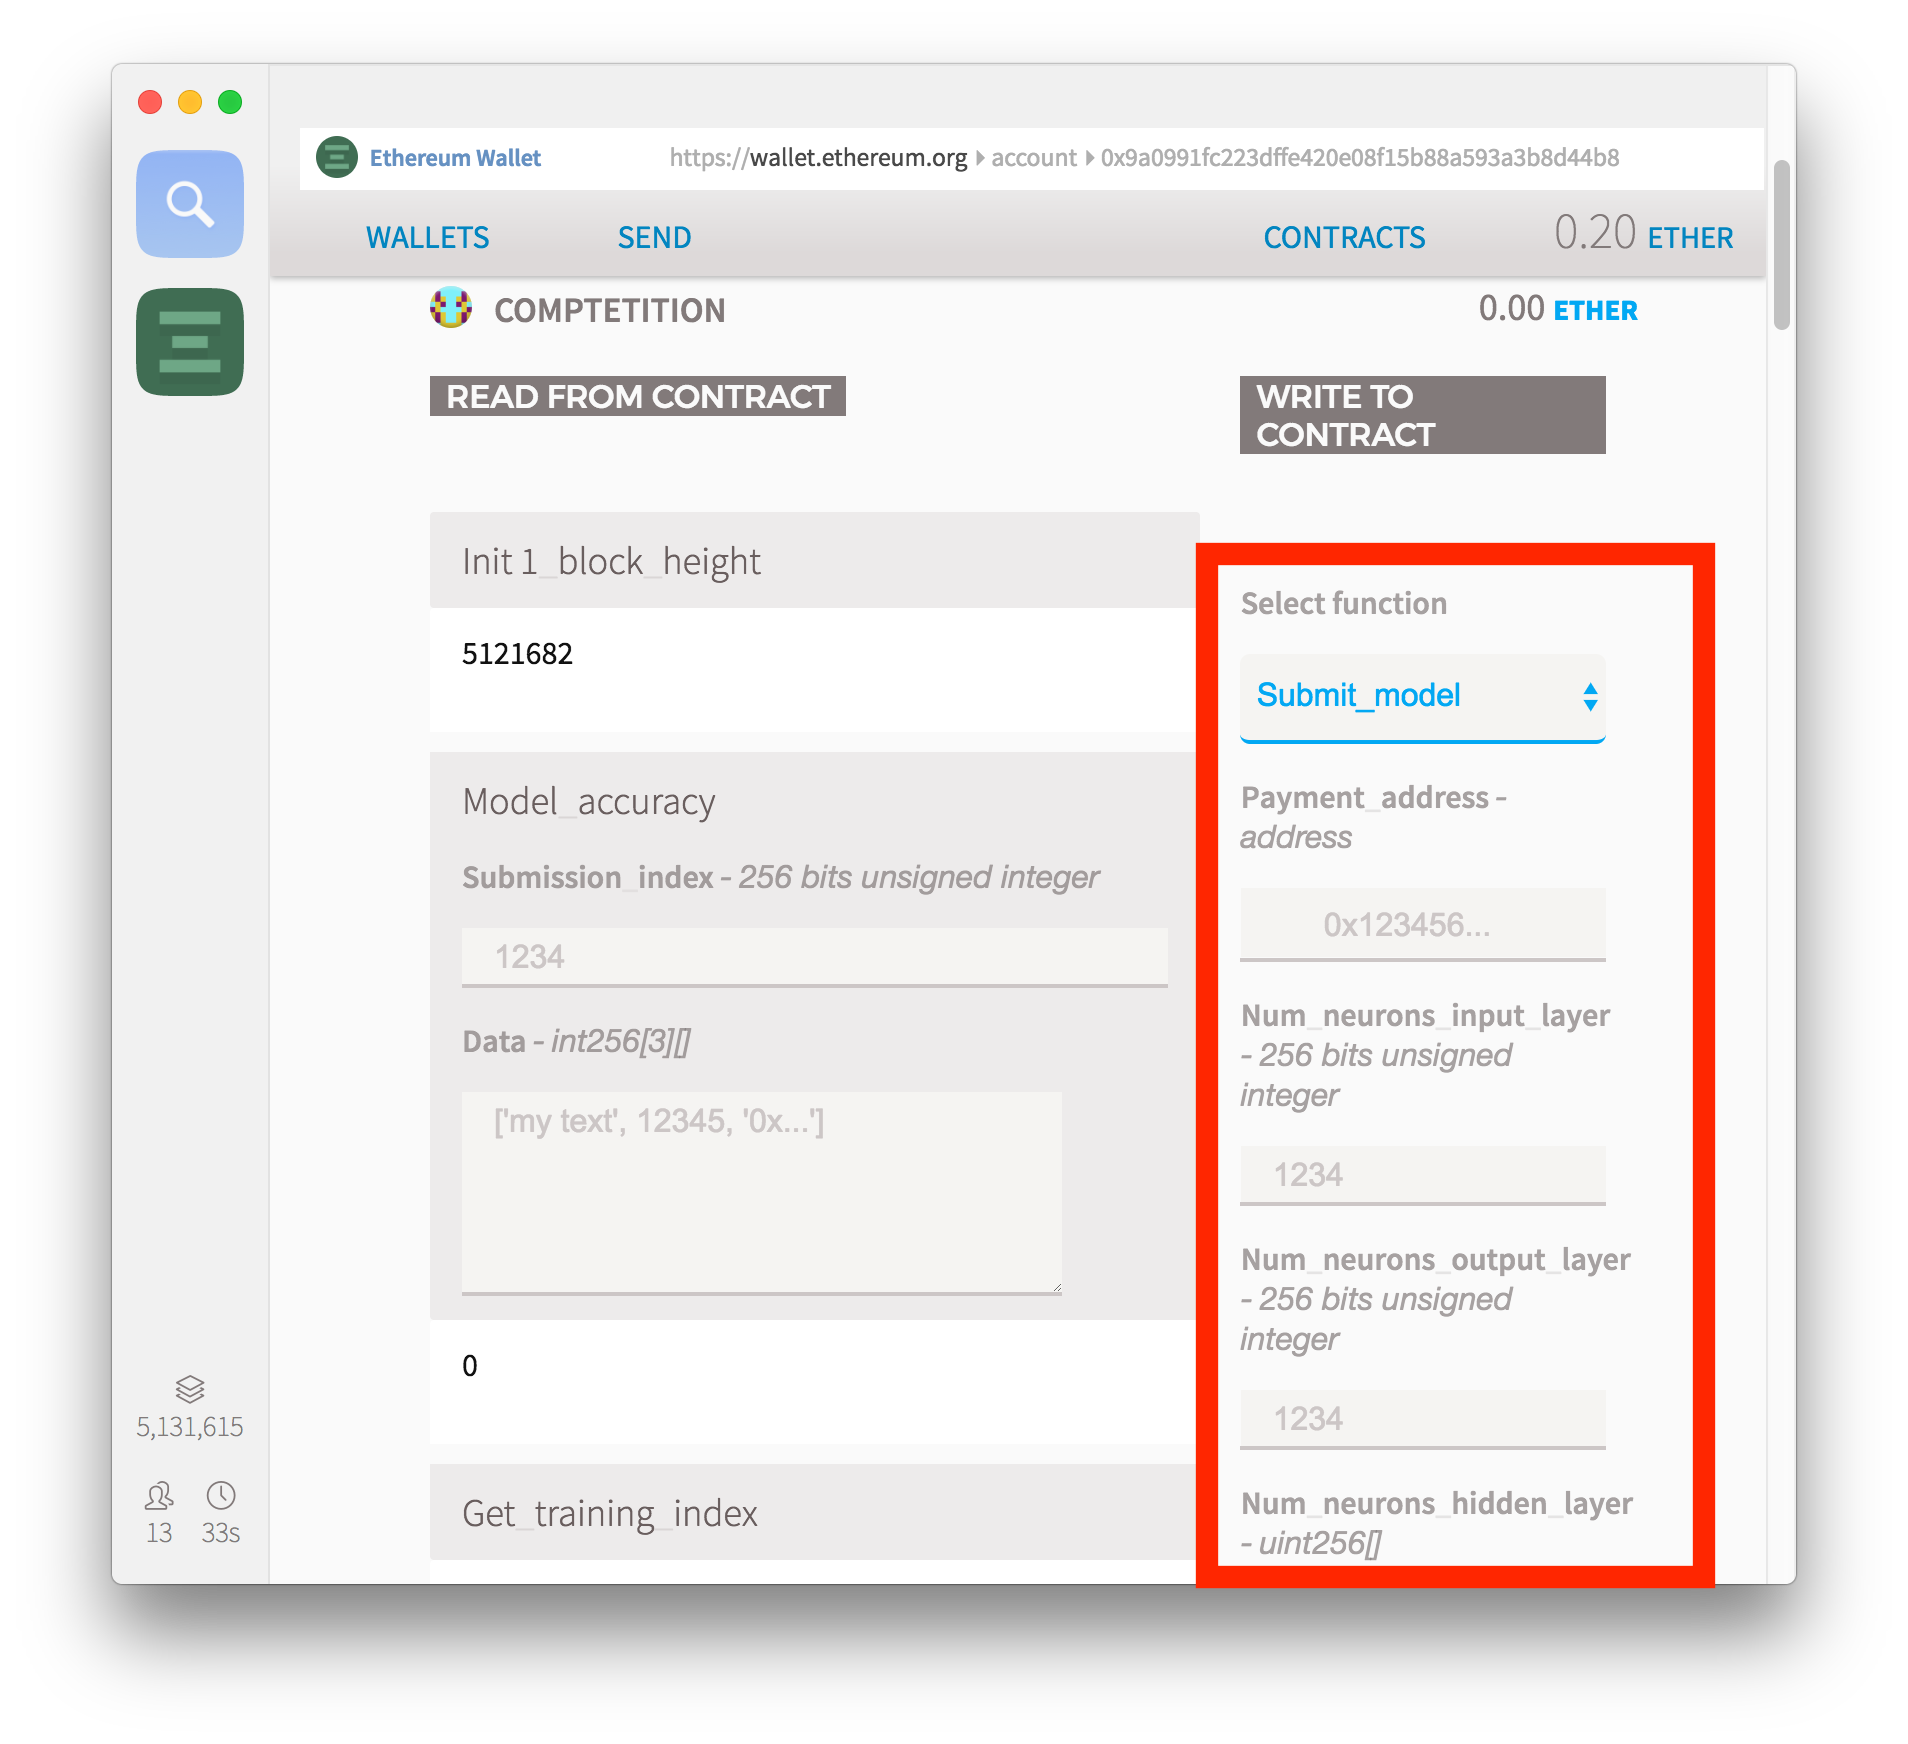 Ethereum Wallet
https://wallet.ethereum.org account 0x9a0991fc223dffe420e08f15b88a593a3b8d44b8
WALLETS SEND CONTRACTS 0.20 ETHER
COMPTETITION 0.00 ETHER
READ FROM CONTRACT
Init 1_block_height
5121682
Model_accuracy
Submission_index - 256 bits unsigned integer
1234
Data - int256[3][]
['my text', 12345, '0x...']
0
Get_training_index
WRITE TO
CONTRACT
Select function
Submit_model
Payment_address -
address
0x123456...
Num_neurons_input_layer
- 256 bits unsigned
integer
1234
Num_neurons_output_layer
- 256 bits unsigned
integer
1234
Num_neurons_hidden_layer
- uint256[]
5,131,615
13 33s